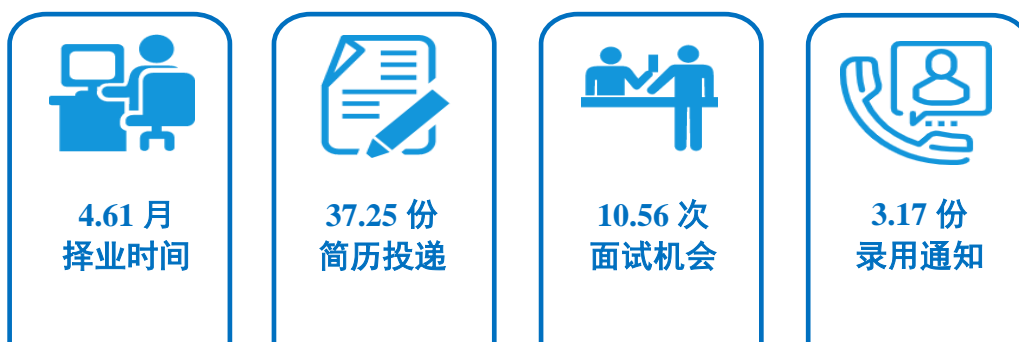 4.61 月
择业时间
37.25 份
简历投递
10.56 次
面试机会
3.17 份
录用通知